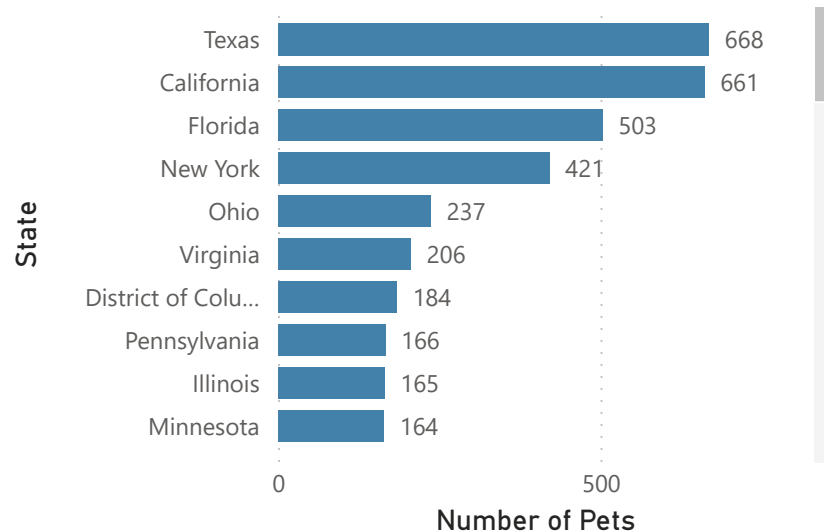 Texas 668
California 661
Florida 503
New York 421
Ohio 237
Virginia 206
District of Colu... 184
Pennsylvania 166
Illinois 165
Minnesota 164
State
0 500
Number of Pets